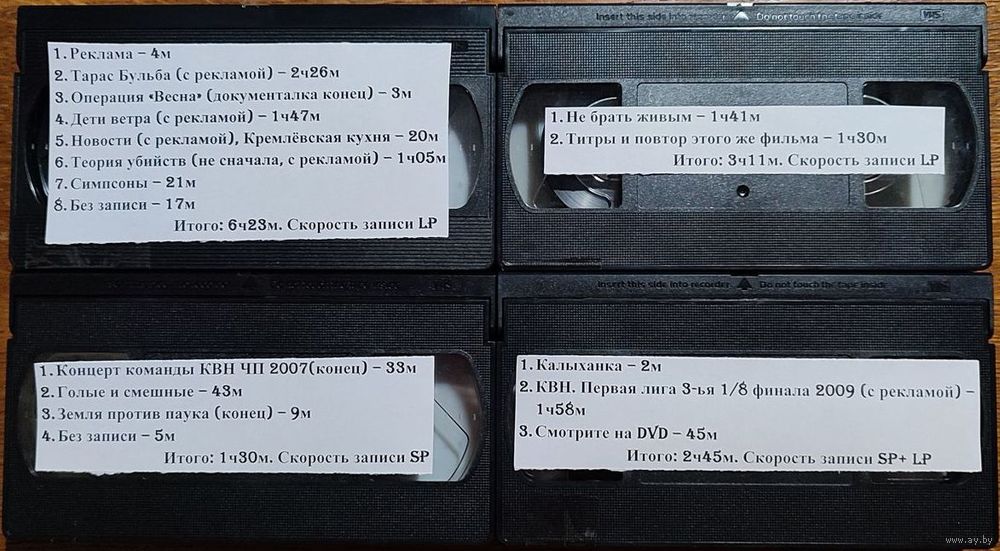 1. Реклама – 4м
2. Тарас Бульба (с рекламой) – 2ч26м
3. Операция «Весна» (документалка конец) – 3м
4. Дети ветра (с рекламой) – 1ч47м
5. Новости (с рекламой), Кремлёвская кухня – 20м
6. Теория убийств (не сначала, с рекламой) – 1ч05м
7. Симпсоны – 21м
8. Без записи – 17м
Итого: 6ч23м. Скорость записи LP
Insert this side into recorder Do not touch the tape inside VHS
1. Не брать живым – 1ч41м
2. Титры и повтор этого же фильма – 1ч30м
Итого: 3ч11м. Скорость записи LP
1. Концерт команды КВН ЧП 2007(конец) – 33м
2. Голые и смешные – 43м
3. Земля против паука (конец) – 9м
4. Без записи – 5м
Итого: 1ч30м. Скорость записи SP
Insert this side into recorder Do not touch the tape inside VHS
1. Калыханка – 2м
2. КВН. Первая лига 3-ья 1/8 финала 2009 (с рекламой) –
1ч58м
3. Смотрите на DVD – 45м
Итого: 2ч45м. Скорость записи SP+ LP
www.ay.by